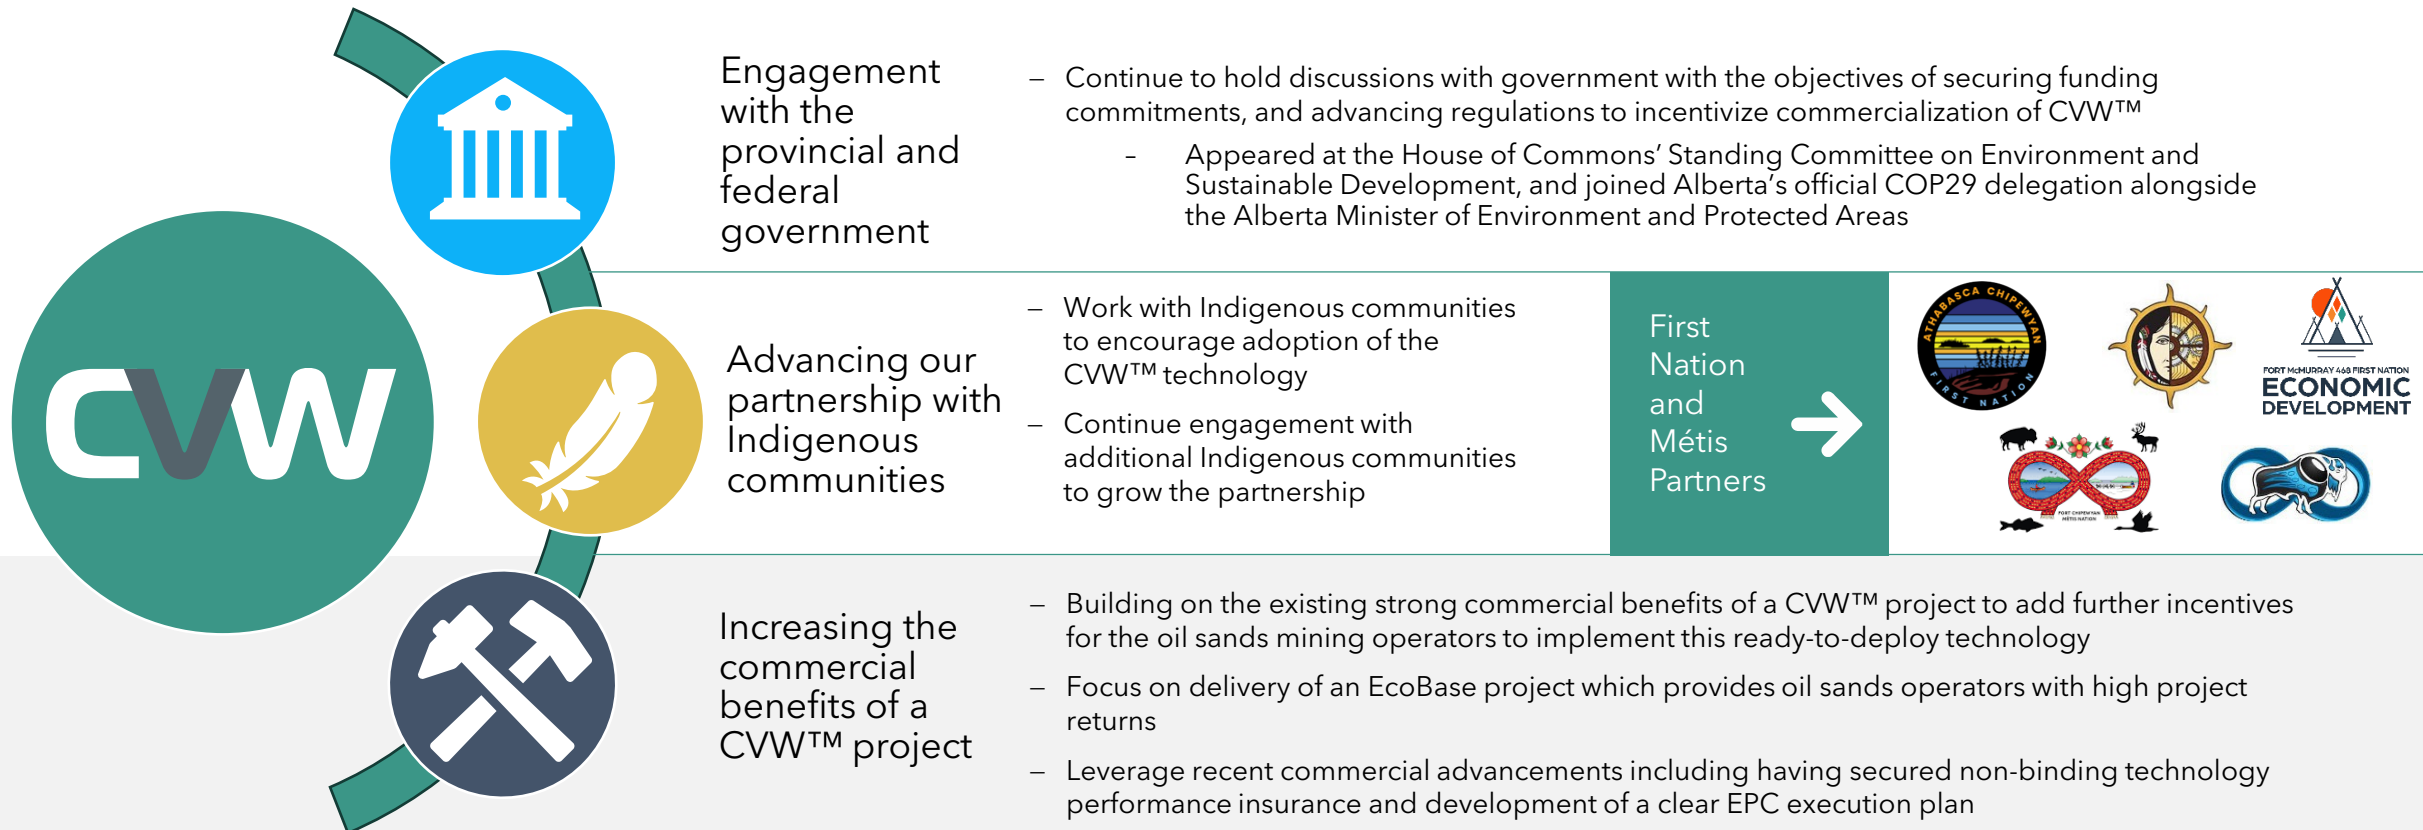 CVW
Engagement
with the
provincial and
federal
government
– Continue to hold discussions with government with the objectives of securing funding
commitments, and advancing regulations to incentivize commercialization of CVW™
– Appeared at the House of Commons’ Standing Committee on Environment and
Sustainable Development, and joined Alberta’s official COP29 delegation alongside
the Alberta Minister of Environment and Protected Areas
Advancing our
partnership with
Indigenous
communities
– Work with Indigenous communities
to encourage adoption of the
CVW™ technology
– Continue engagement with
additional Indigenous communities
to grow the partnership
First
Nation
and
Métis
Partners
ATHABASCA CHIPEWYAN
FIRST NATION
FORT McMURRAY 468 FIRST NATION
ECONOMIC
DEVELOPMENT
FORT CHIPEWYAN
MÉTIS NATION
Increasing the
commercial
benefits of a
CVW™ project
– Building on the existing strong commercial benefits of a CVW™ project to add further incentives
for the oil sands mining operators to implement this ready-to-deploy technology
– Focus on delivery of an EcoBase project which provides oil sands operators with high project
returns
– Leverage recent commercial advancements including having secured non-binding technology
performance insurance and development of a clear EPC execution plan